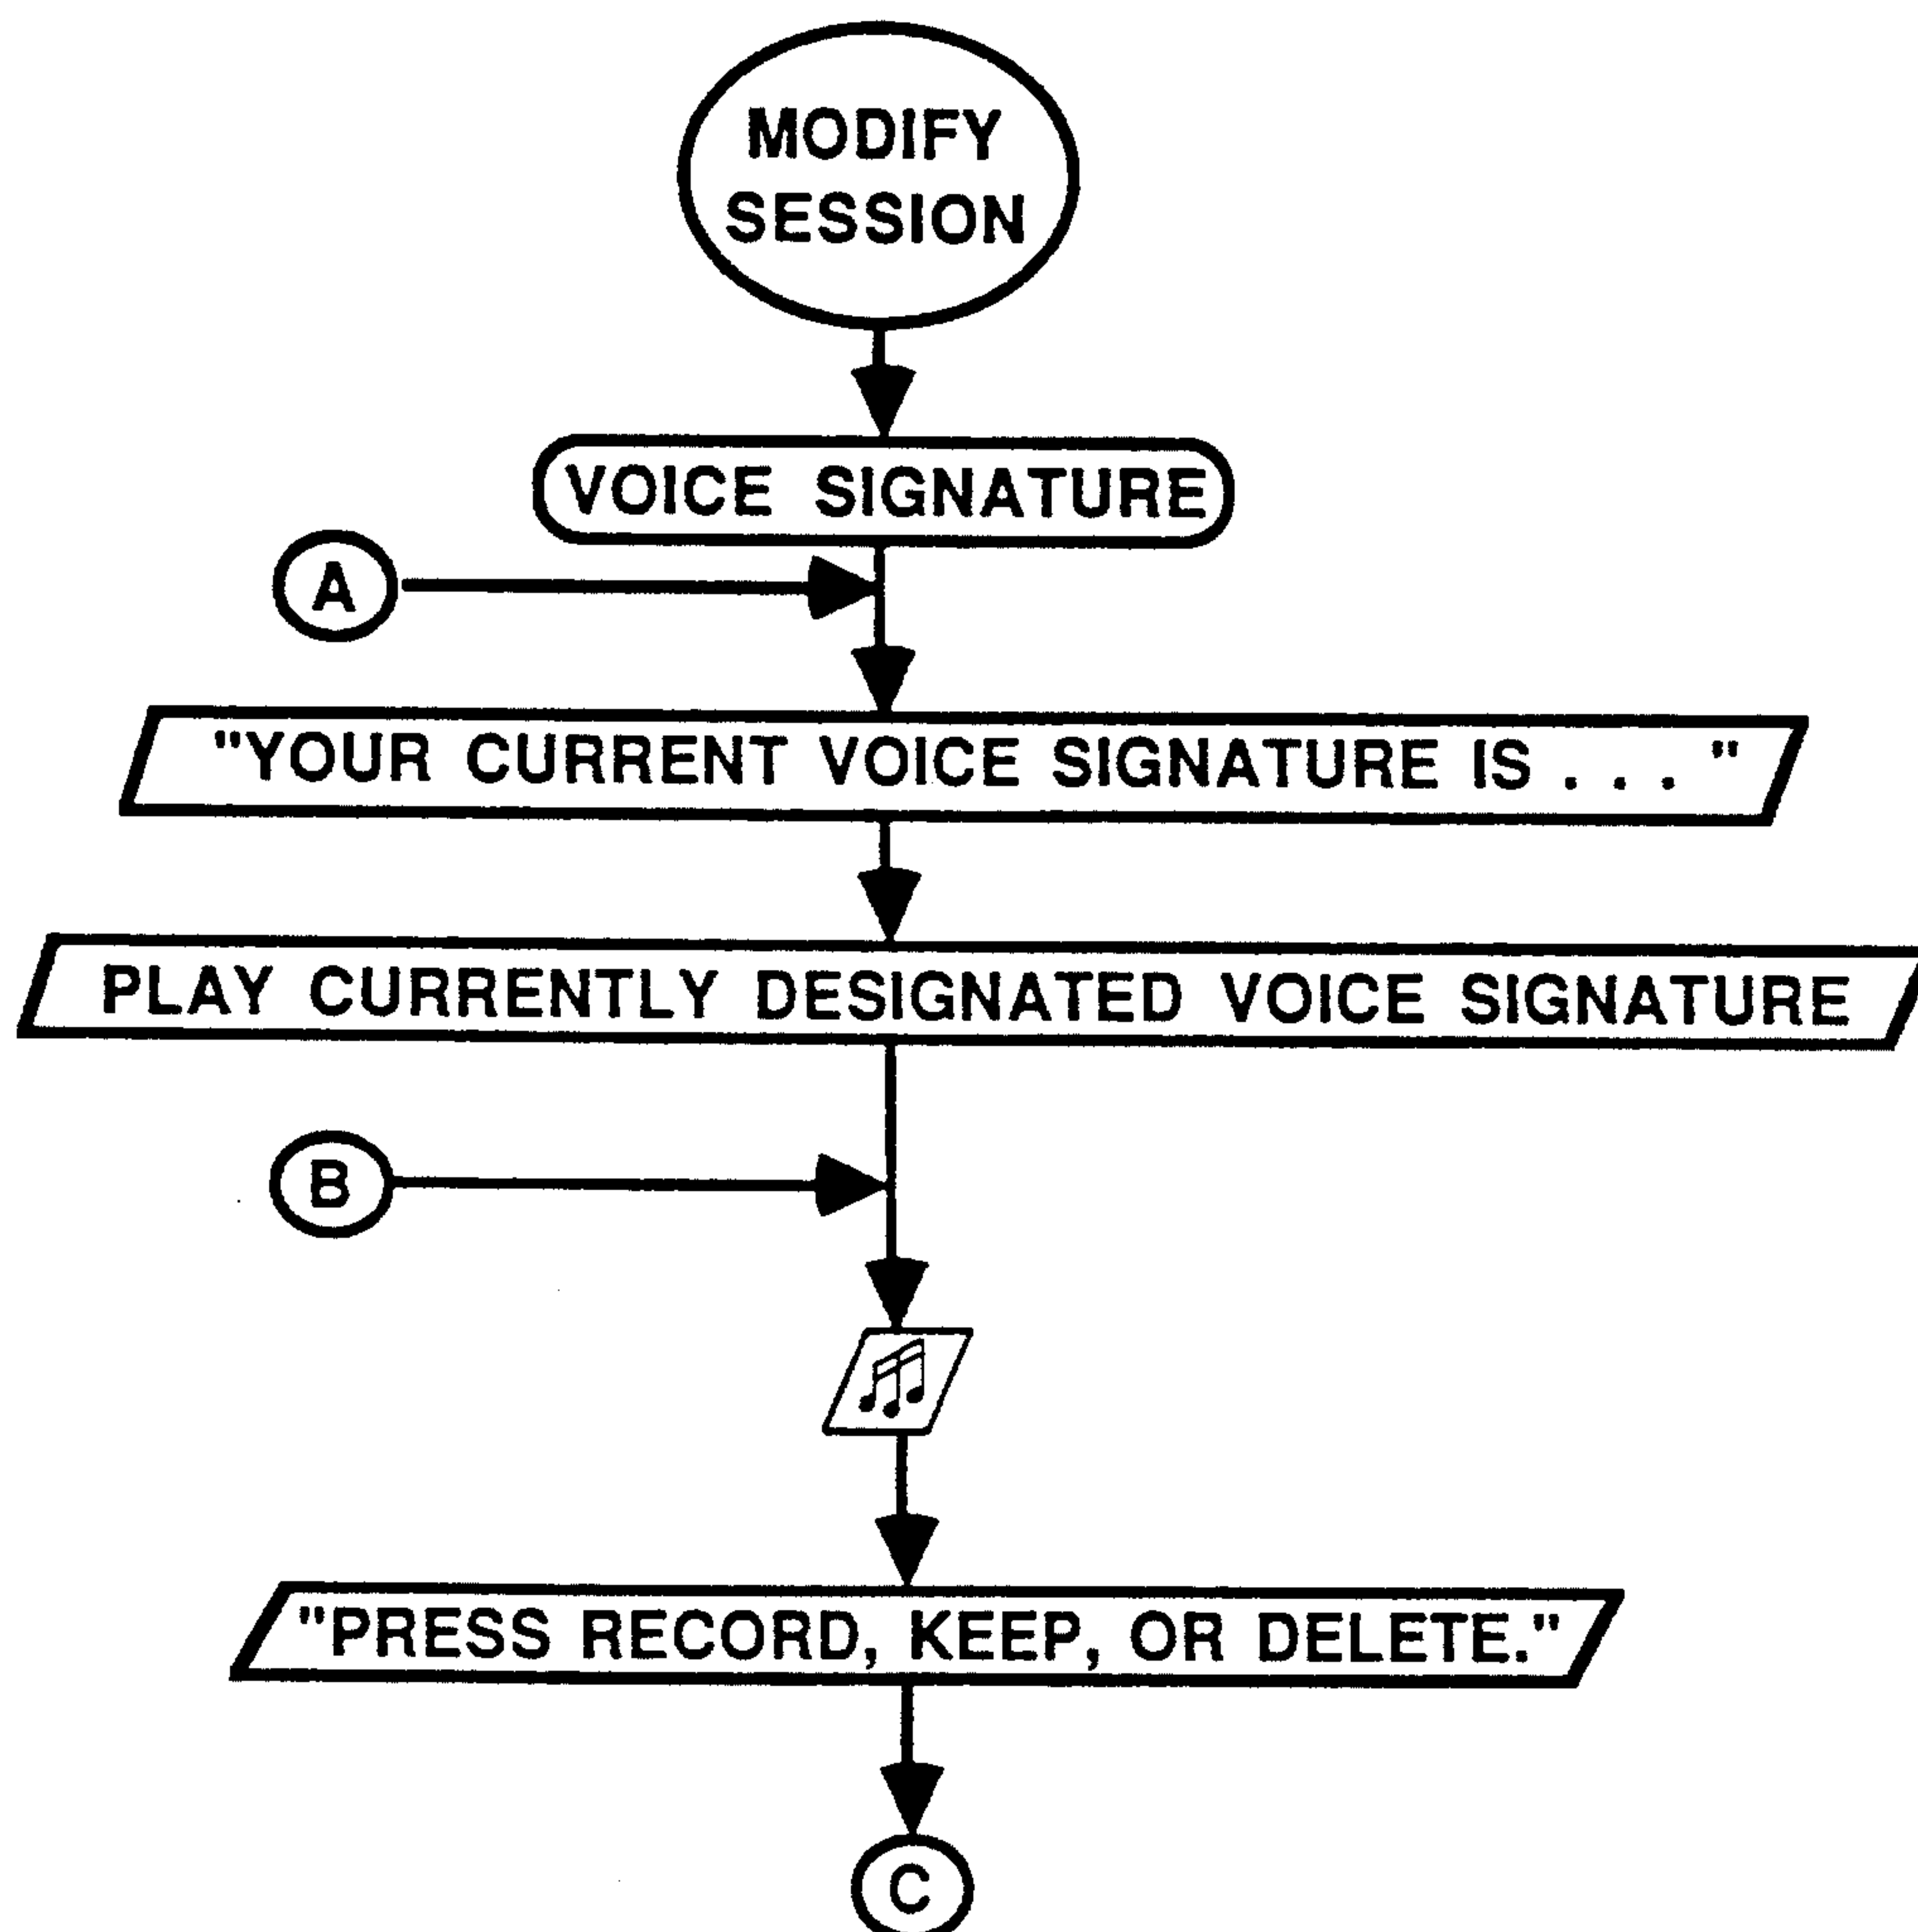 MODIFY
SESSION
VOICE SIGNATURE
A
"YOUR CURRENT VOICE SIGNATURE IS . . . "
PLAY CURRENTLY DESIGNATED VOICE SIGNATURE
B
"PRESS RECORD, KEEP, OR DELETE."
C